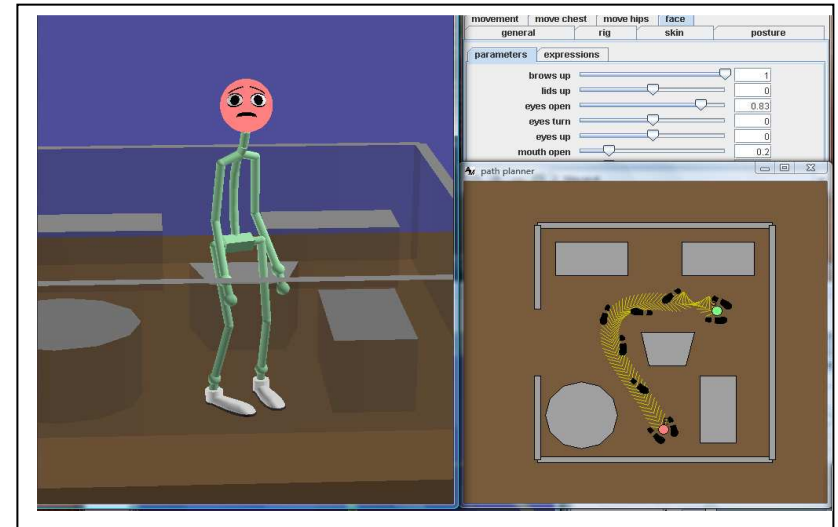 movement move chest move hips face
general rig skin posture
parameters expressions
brows up 1
lids up 0
eyes open 0.83
eyes turn 0
eyes up 0
mouth open 0.2
path planner